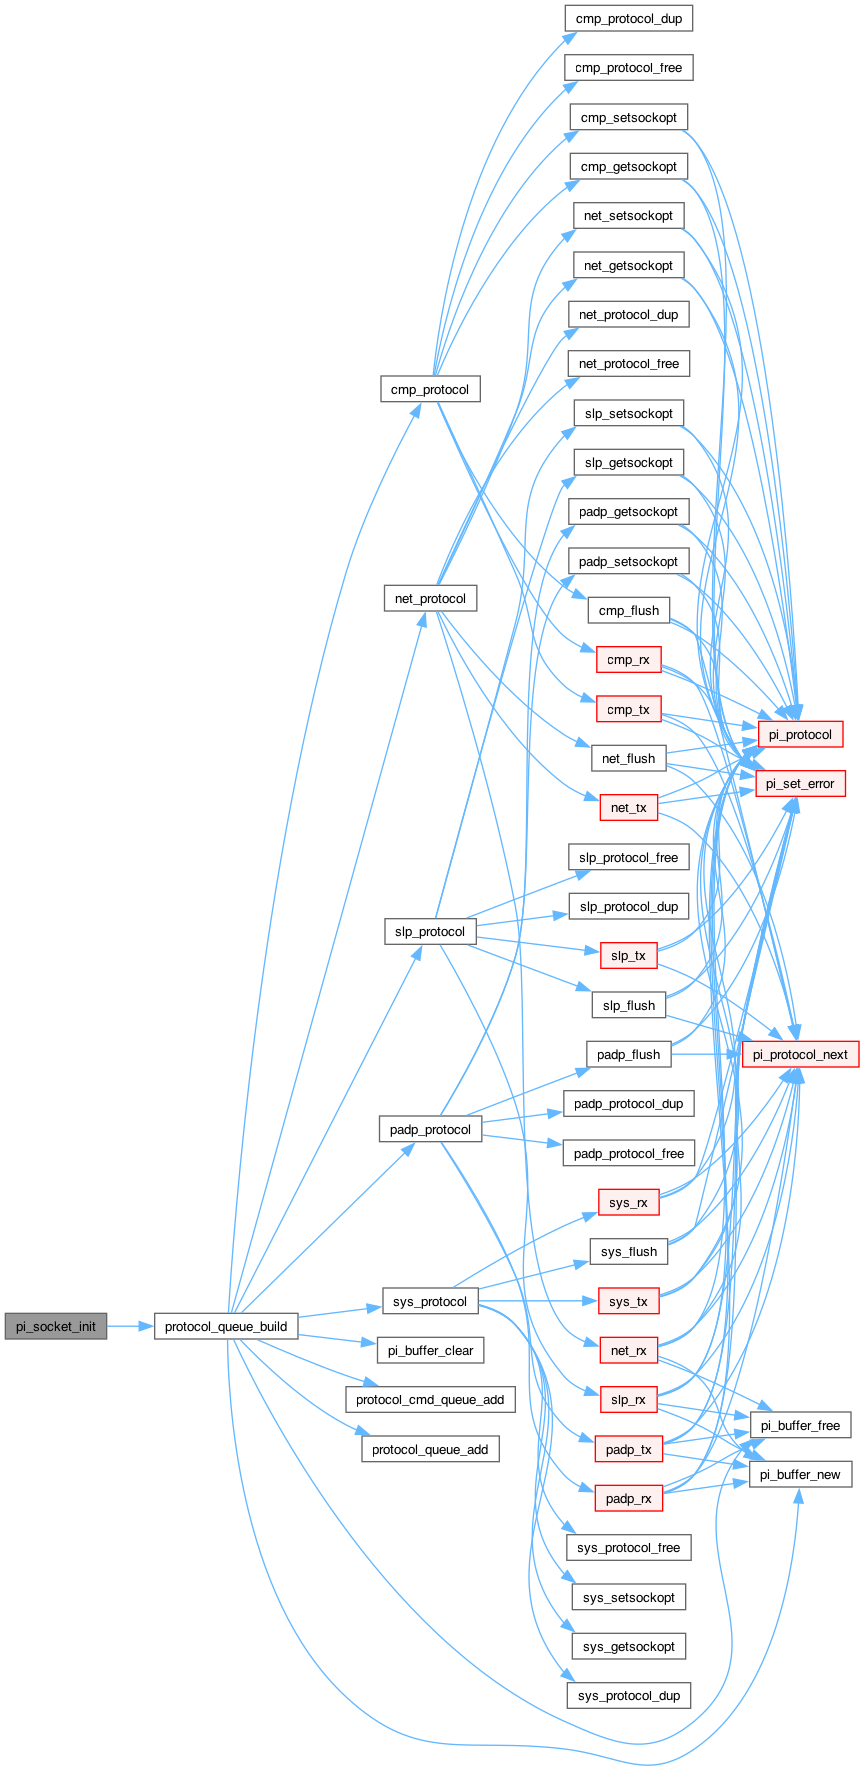 cmp_protocol_dup
cmp_protocol_free
cmp_setsockopt
cmp_getsockopt
net_setsockopt
net_getsockopt
net_protocol_dup
net_protocol_free
cmp_protocol
slp_setsockopt
slp_getsockopt
padp_getsockopt
padp_setsockopt
net_protocol
cmp_flush
cmp_rx
cmp_tx
pi_protocol
net_flush
pi_set_error
net_tx
slp_protocol_free
slp_protocol_dup
slp_protocol
slp_tx
slp_flush
padp_flush
pi_protocol_next
padp_protocol_dup
padp_protocol
padp_protocol_free
sys_rx
sys_flush
sys_protocol
sys_tx
pi_socket_init
protocol_queue_build
pi_buffer_clear
net_rx
protocol_cmd_queue_add
slp_rx
pi_buffer_free
protocol_queue_add
padp_tx
pi_buffer_new
padp_rx
sys_protocol_free
sys_setsockopt
sys_getsockopt
sys_protocol_dup